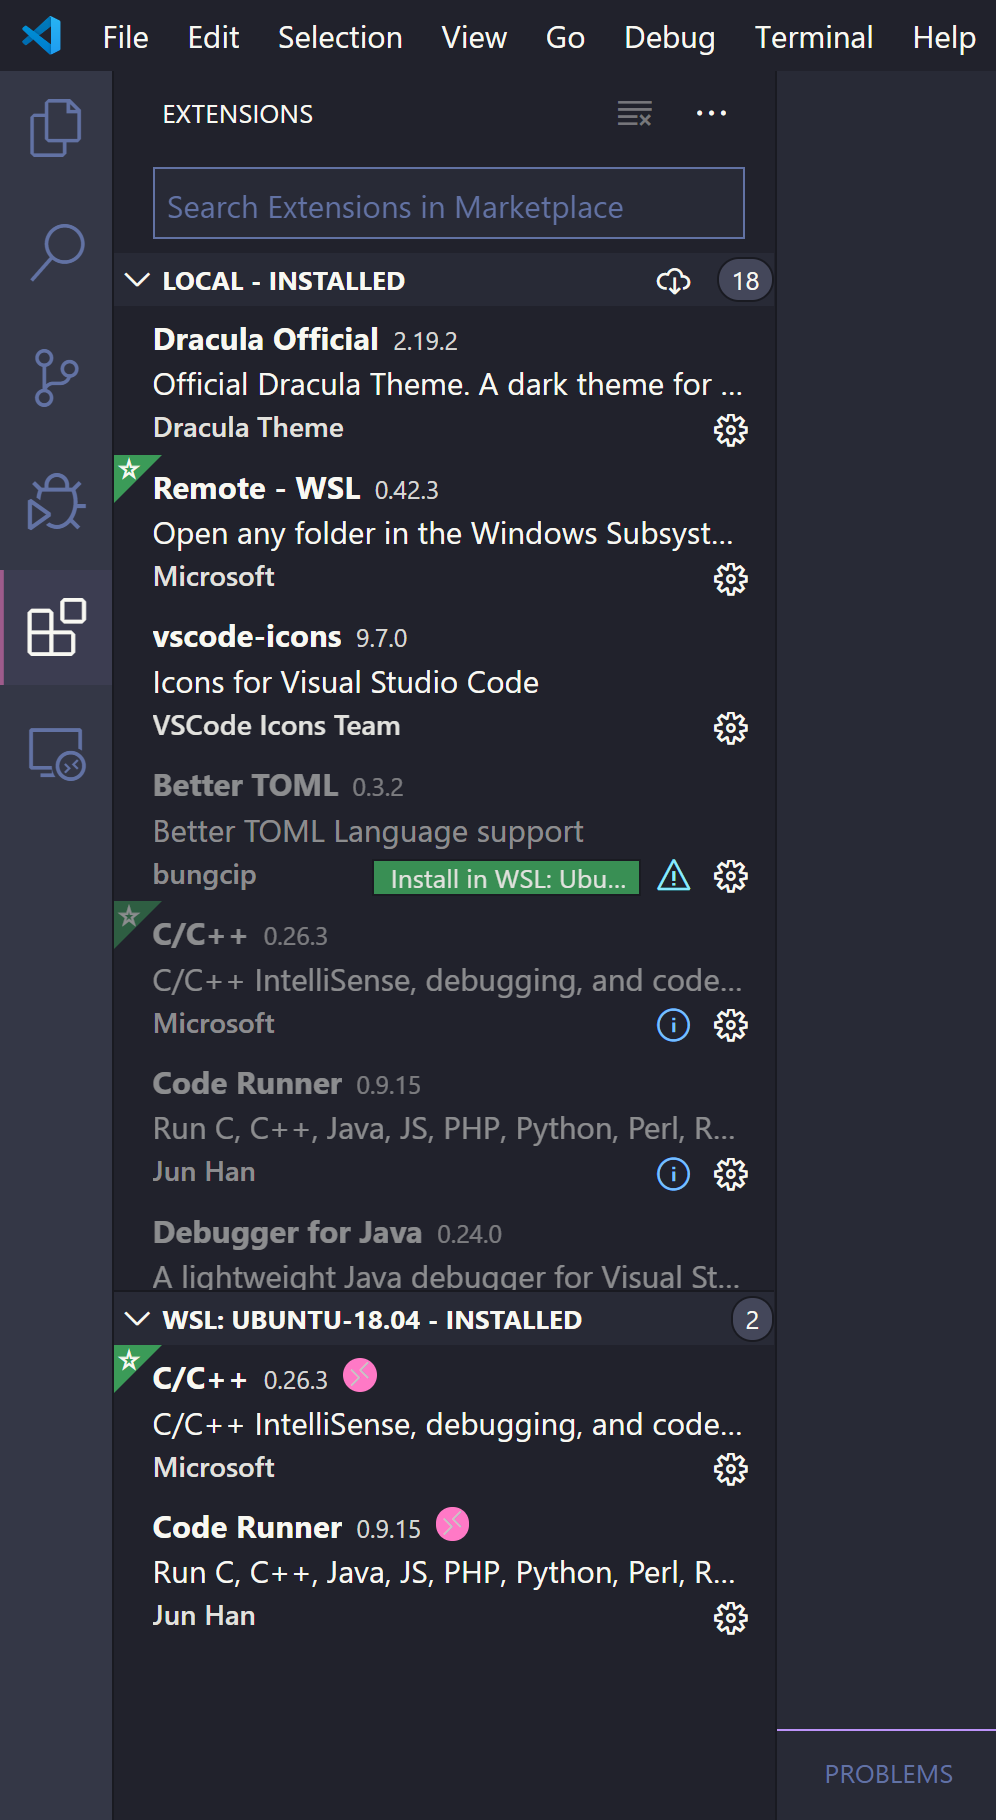 File Edit Selection View Go Debug Terminal Help
EXTENSIONS
Search Extensions in Marketplace
LOCAL - INSTALLED 18
Dracula Official 2.19.2
Official Dracula Theme. A dark theme for ...
Dracula Theme
Remote - WSL 0.42.3
Open any folder in the Windows Subsyst...
Microsoft
vscode-icons 9.7.0
Icons for Visual Studio Code
VSCode Icons Team
Better TOML 0.3.2
Better TOML Language support
bungcip Install in WSL: Ubu...
C/C++ 0.26.3
C/C++ IntelliSense, debugging, and code...
Microsoft
Code Runner 0.9.15
Run C, C++, Java, JS, PHP, Python, Perl, R...
Jun Han
Debugger for Java 0.24.0
A lightweight Java debugger for Visual St...
WSL: UBUNTU-18.04 - INSTALLED 2
C/C++ 0.26.3
C/C++ IntelliSense, debugging, and code...
Microsoft
Code Runner 0.9.15
Run C, C++, Java, JS, PHP, Python, Perl, R...
Jun Han
PROBLEMS